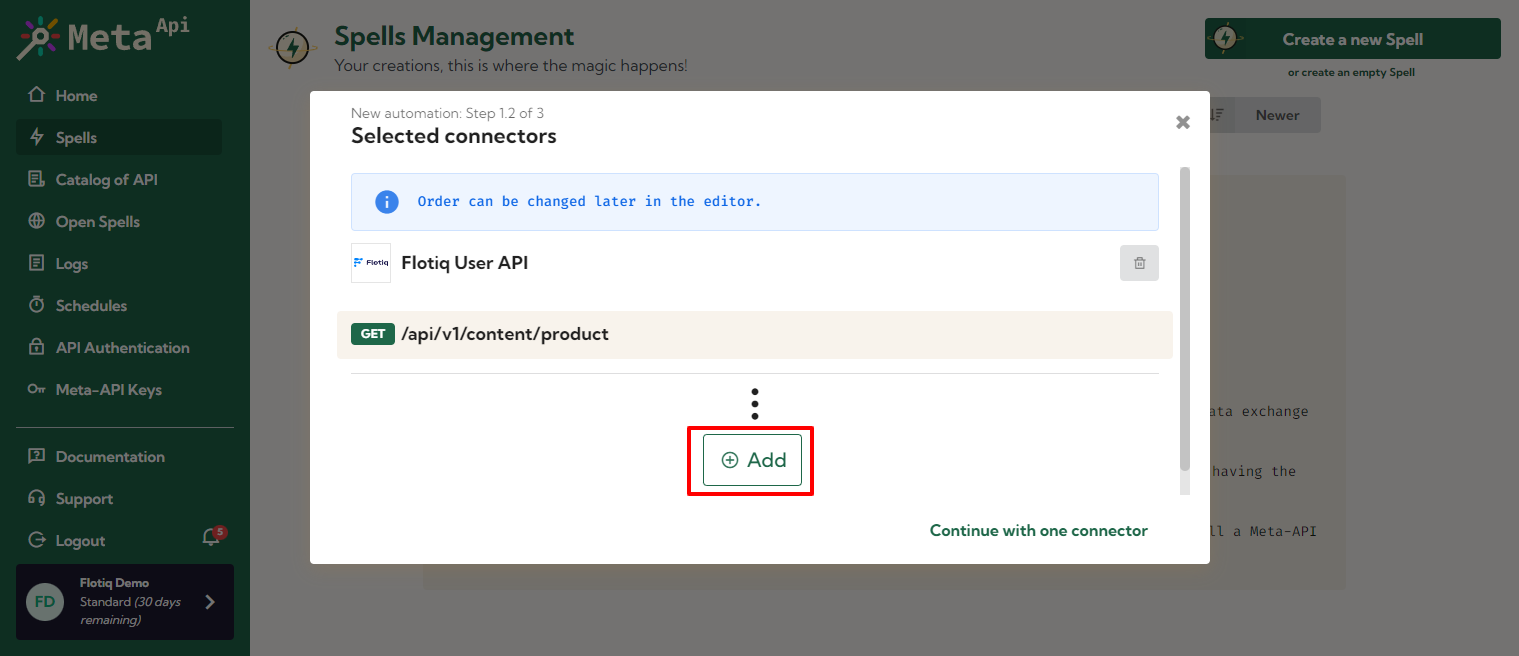 Meta Api
Home
Spells
Catalog of API
Open Spells
Logs
Schedules
API Authentication
Meta-API Keys
Documentation
Support
Logout
5
FD
Flotiq Demo
Standard (30 days
remaining)
Spells Management
Your creations, this is where the magic happens!
Create a new Spell
or create an empty Spell
Newer
New automation: Step 1.2 of 3
Selected connectors
Order can be changed later in the editor.
Flotiq
Flotiq User API
GET /api/v1/content/product
Add
Continue with one connector
exchange
having the
a Meta-API